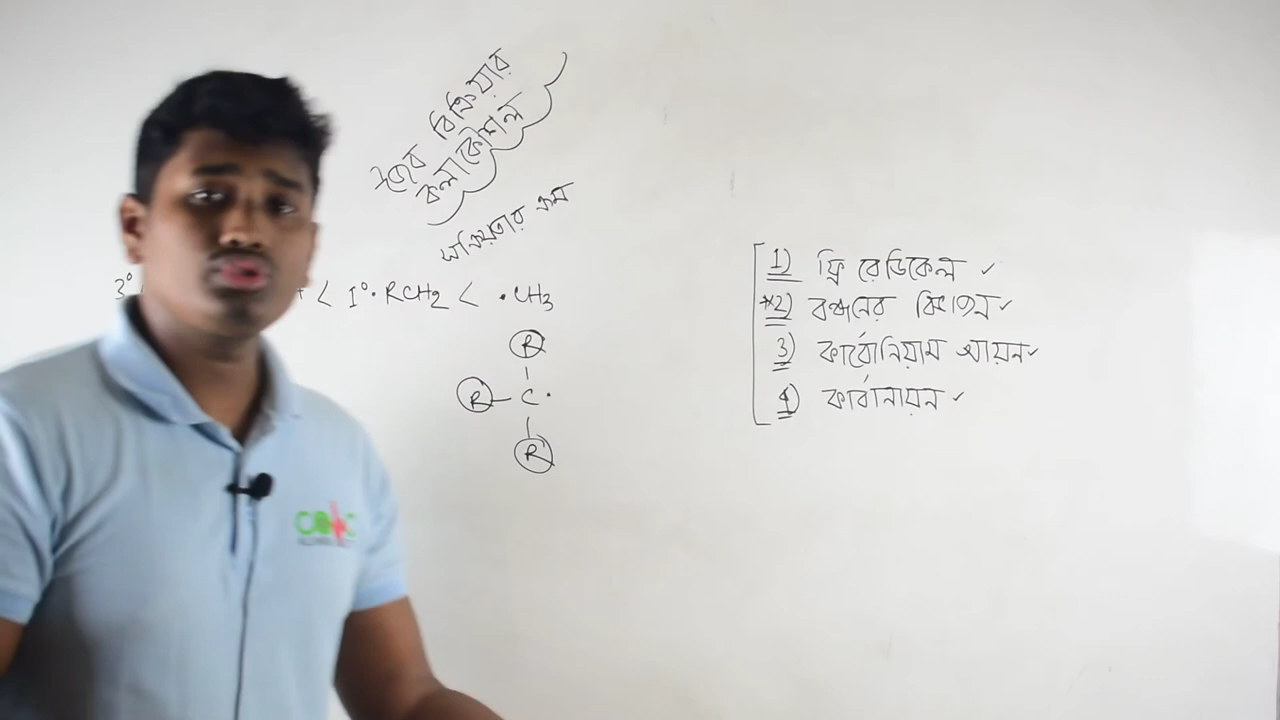 জৈব বিক্রিয়ার
কলাকৌশল
সক্রিয়তার ক্রম
3° < 1°•RCH2 < •CH3
R
R-C•
R
1) ফ্রি রেডিকেল ✓
*2) বন্ধনের বিভাজন ✓
3) কার্বোনিয়াম আয়ন ✓
4) কার্বানায়ন ✓